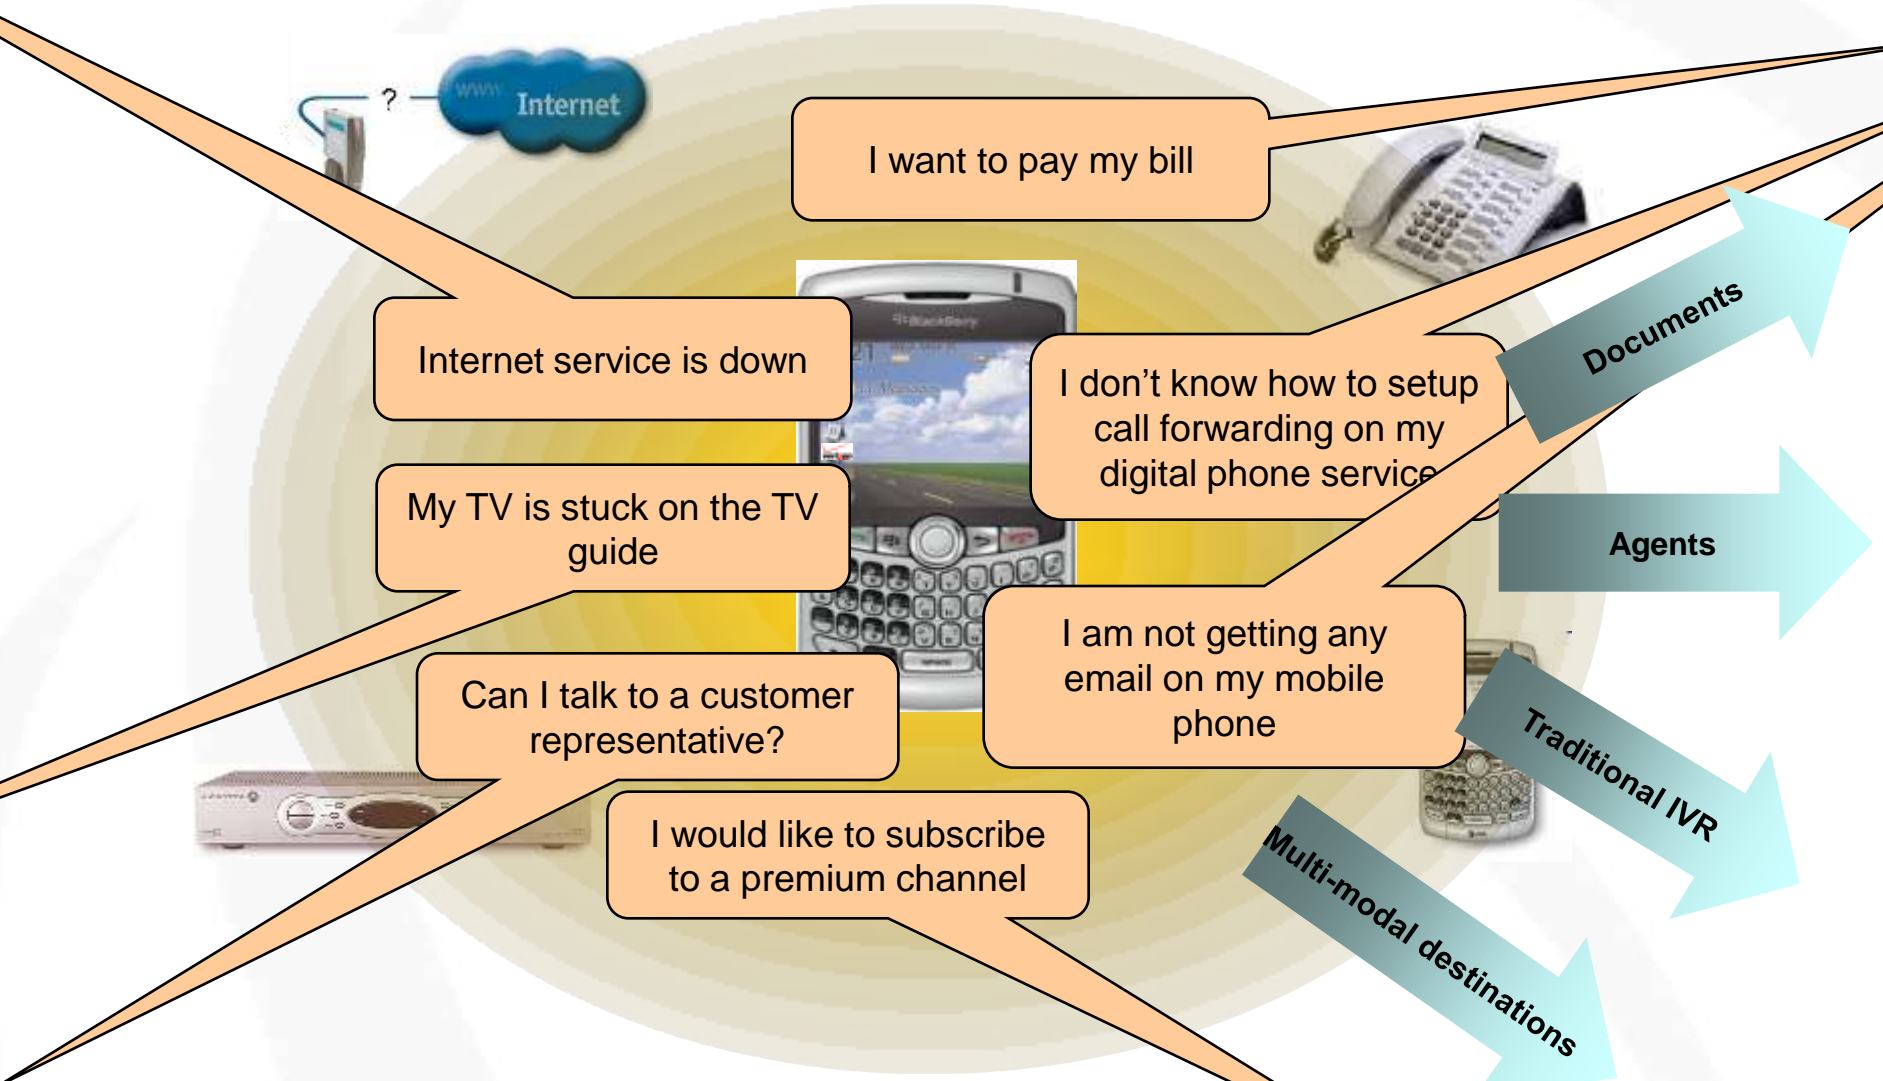 ?
www
Internet
I want to pay my bill
BlackBerry
Internet service is down
I don’t know how to setup
call forwarding on my
digital phone service
Documents
My TV is stuck on the TV
guide
Agents
I am not getting any
email on my mobile
phone
Can I talk to a customer
representative?
Traditional IVR
I would like to subscribe
to a premium channel
Multi-modal destinations